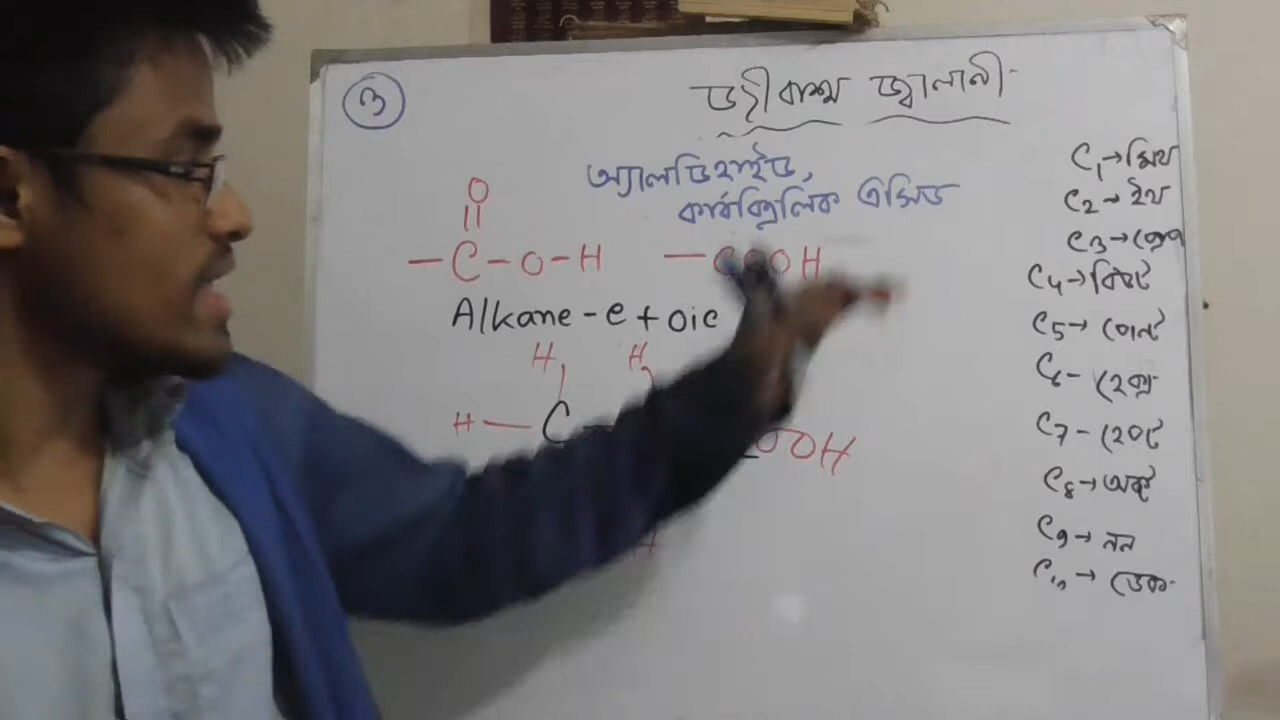 ৩
জীবাশ্ম জ্বালানী
অ্যালডিহাইড,
কার্বক্সিলিক এসিড
O
||
—C—O—H
—COOH
Alkane - e + oic
H H
H—C
OOH
H
C1→মিথ
C2→ইথ
C3→প্রোপ
C4→বিউট
C5→পেন্ট
C6-হেক্স
C7-হেপ্ট
C8→অক্ট
C9→নন
C10→ডেক